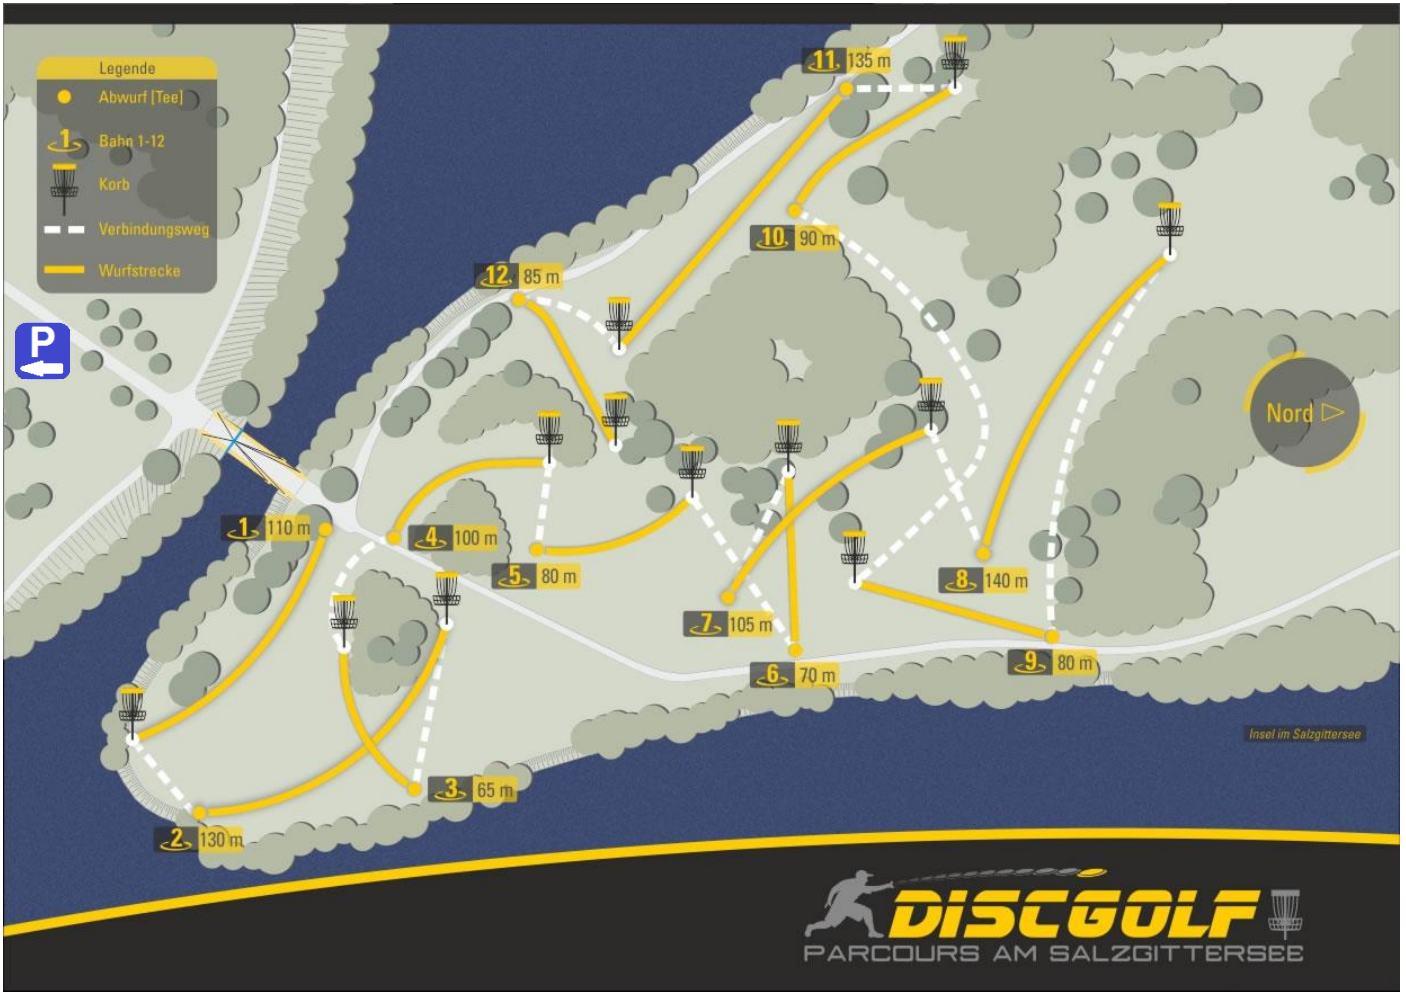 Legende
Abwurf [Tee]
1 Bahn 1-12
Korb
Verbindungsweg
Wurfstrecke
P
11 135 m
10 90 m
12 85 m
Nord
1 110 m
4 100 m
5 80 m
8 140 m
7 105 m
6 70 m
9 80 m
3 65 m
2 130 m
Insel im Salzgittersee
DISCGOLF
PARCOURS AM SALZGITTERSEE